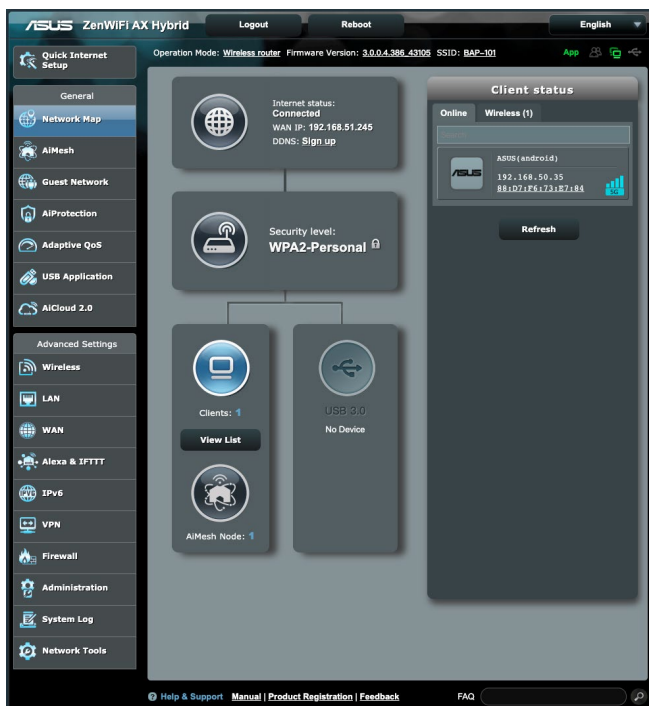 ASUS ZenWiFi AX Hybrid
Logout
Reboot
English
Quick Internet
Setup
Operation Mode: Wireless router Firmware Version: 3.0.0.4.386_43105 SSID: BAP-101
App
General
Network Map
AiMesh
Guest Network
AiProtection
Adaptive QoS
USB Application
AiCloud 2.0
Advanced Settings
Wireless
LAN
WAN
Alexa & IFTTT
IPv6
VPN
Firewall
Administration
System Log
Network Tools
Internet status:
Connected
WAN IP: 192.168.51.245
DDNS: Sign up
Security level:
WPA2-Personal
Clients: 1
View List
AiMesh Node: 1
USB 3.0
No Device
Client status
Online
Wireless (1)
Search
ASUS
ASUS(android)
192.168.50.35
88:D7:F6:73:E7:84
5G
Refresh
Help & Support Manual | Product Registration | Feedback
FAQ